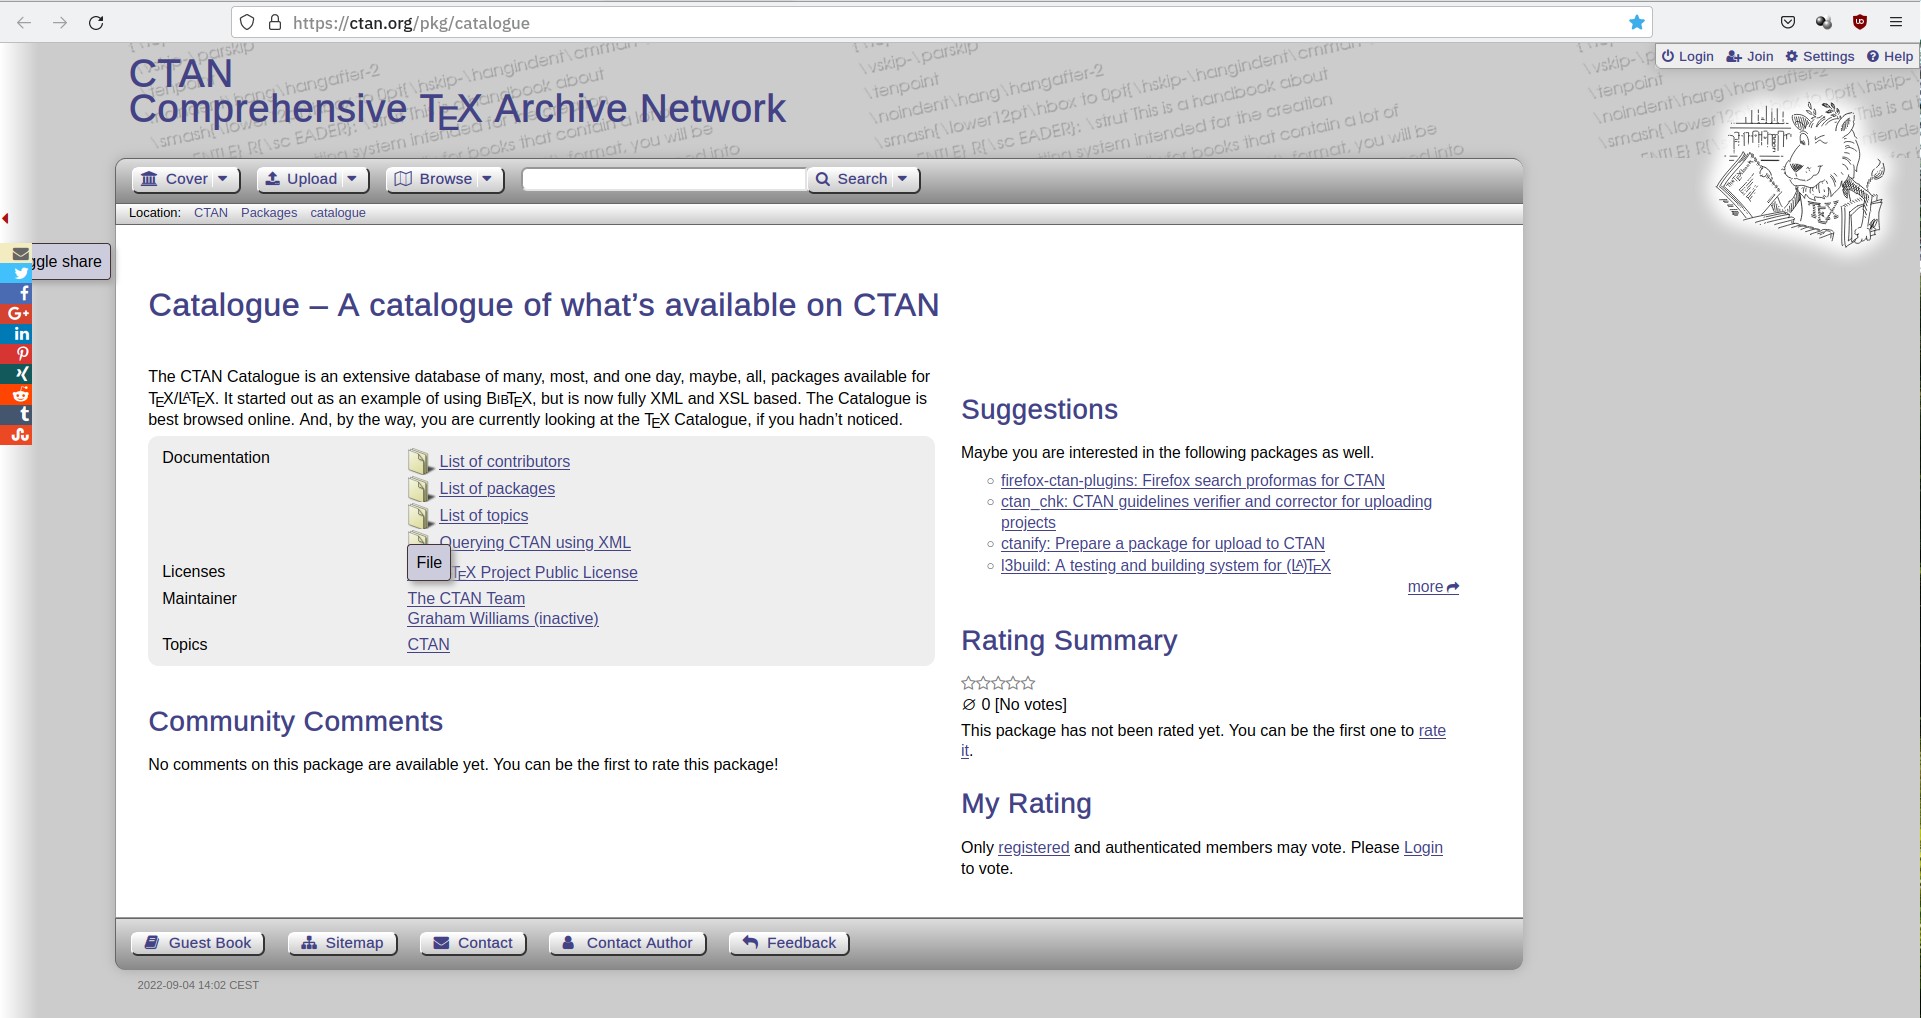 https://ctan.org/pkg/catalogue
Login Join Settings Help
CTAN
Comprehensive TEX Archive Network
Cover Upload Browse Search
Location: CTAN Packages catalogue
ggle share
Catalogue – A catalogue of what’s available on CTAN
The CTAN Catalogue is an extensive database of many, most, and one day, maybe, all, packages available for
TEX/LATEX. It started out as an example of using BIBTEX, but is now fully XML and XSL based. The Catalogue is
best browsed online. And, by the way, you are currently looking at the TEX Catalogue, if you hadn’t noticed.
Documentation
List of contributors
List of packages
List of topics
Querying CTAN using XML
File
Licenses
TEX Project Public License
Maintainer
The CTAN Team
Graham Williams (inactive)
Topics
CTAN
Community Comments
No comments on this package are available yet. You can be the first to rate this package!
Suggestions
Maybe you are interested in the following packages as well.
firefox-ctan-plugins: Firefox search proformas for CTAN
ctan_chk: CTAN guidelines verifier and corrector for uploading
projects
ctanify: Prepare a package for upload to CTAN
l3build: A testing and building system for (LA)TEX
more
Rating Summary
∅ 0 [No votes]
This package has not been rated yet. You can be the first one to rate
it.
My Rating
Only registered and authenticated members may vote. Please Login
to vote.
Guest Book Sitemap Contact Contact Author Feedback
2022-09-04 14:02 CEST